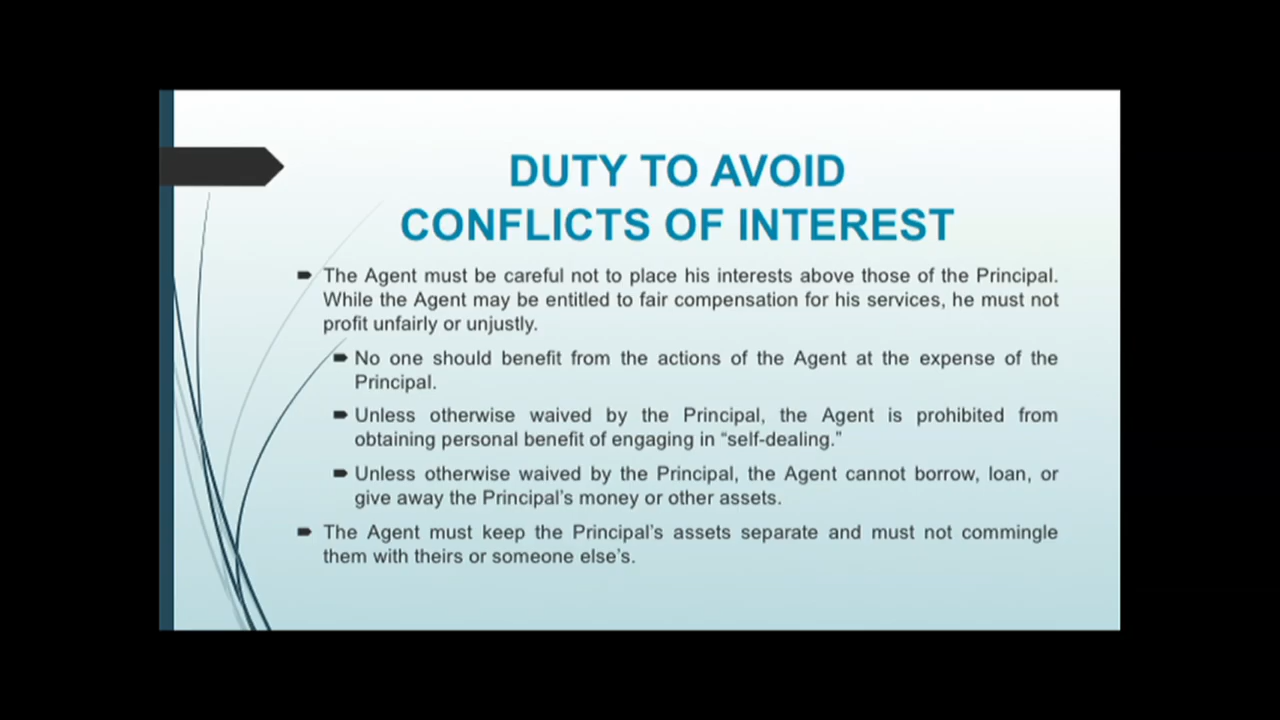 DUTY TO AVOID
CONFLICTS OF INTEREST
The Agent must be careful not to place his interests above those of the Principal.
While the Agent may be entitled to fair compensation for his services, he must not
profit unfairly or unjustly.
No one should benefit from the actions of the Agent at the expense of the
Principal.
Unless otherwise waived by the Principal, the Agent is prohibited from
obtaining personal benefit of engaging in “self-dealing.”
Unless otherwise waived by the Principal, the Agent cannot borrow, loan, or
give away the Principal’s money or other assets.
The Agent must keep the Principal’s assets separate and must not commingle
them with theirs or someone else’s.